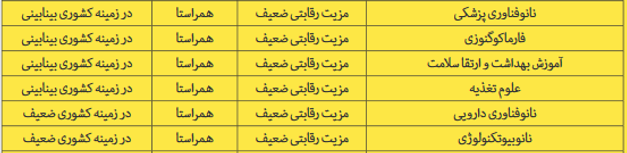 نانوفناوری پزشکی مزیت رقابتی ضعیف همراستا در زمینه کشوری بینابینی
فارماکوگنوزی مزیت رقابتی ضعیف همراستا در زمینه کشوری بینابینی
آموزش بهداشت و ارتقا سلامت مزیت رقابتی ضعیف همراستا در زمینه کشوری بینابینی
علوم تغذیه مزیت رقابتی ضعیف همراستا در زمینه کشوری بینابینی
نانوفناوری دارویی مزیت رقابتی ضعیف همراستا در زمینه کشوری ضعیف
نانوبیوتکنولوژی مزیت رقابتی ضعیف همراستا در زمینه کشوری ضعیف